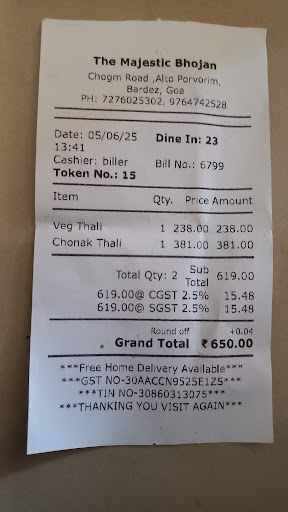 The Majestic Bhojan
Chogm Road ,Alto Porvorim,
Bardez, Goa
PH: 7276025302, 9764742528
Date: 05/06/25 Dine In: 23
13:41
Cashier: biller Bill No.: 6799
Token No.: 15
Item Qty. Price Amount
Veg Thali 1 238.00 238.00
Chonak Thali 1 381.00 381.00
Total Qty: 2 Sub Total 619.00
619.00@ CGST 2.5% 15.48
619.00@ SGST 2.5% 15.48
Round off +0.04
Grand Total ₹ 650.00
***Free Home Delivery Available***
***GST NO-30AACCN9525E1ZS***
***TIN NO-30860313075***
***THANKING YOU VISIT AGAIN***